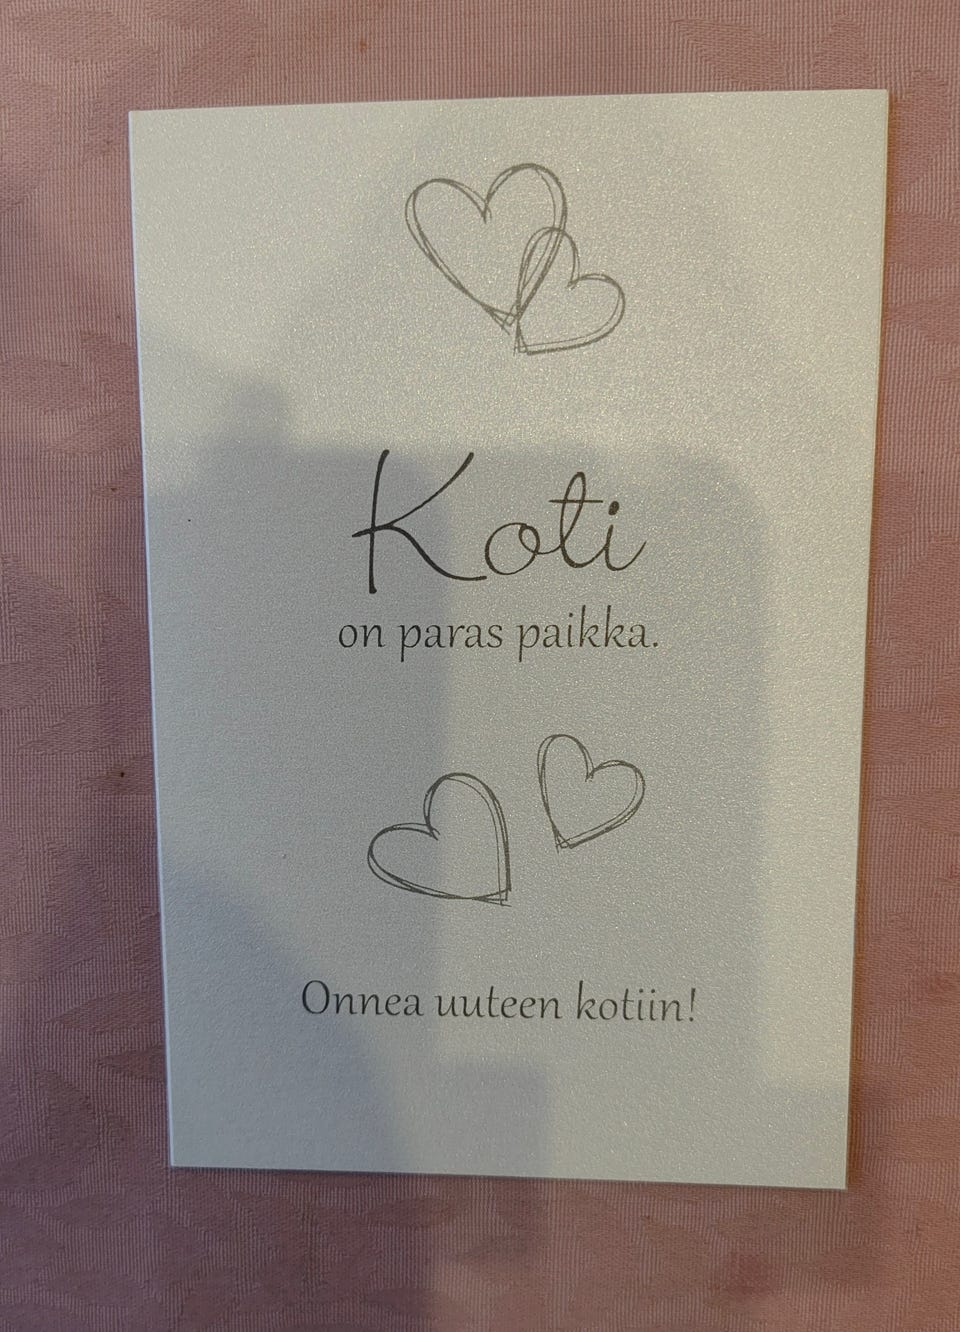 Koti
on paras paikka.
Onnea uuteen kotiin!